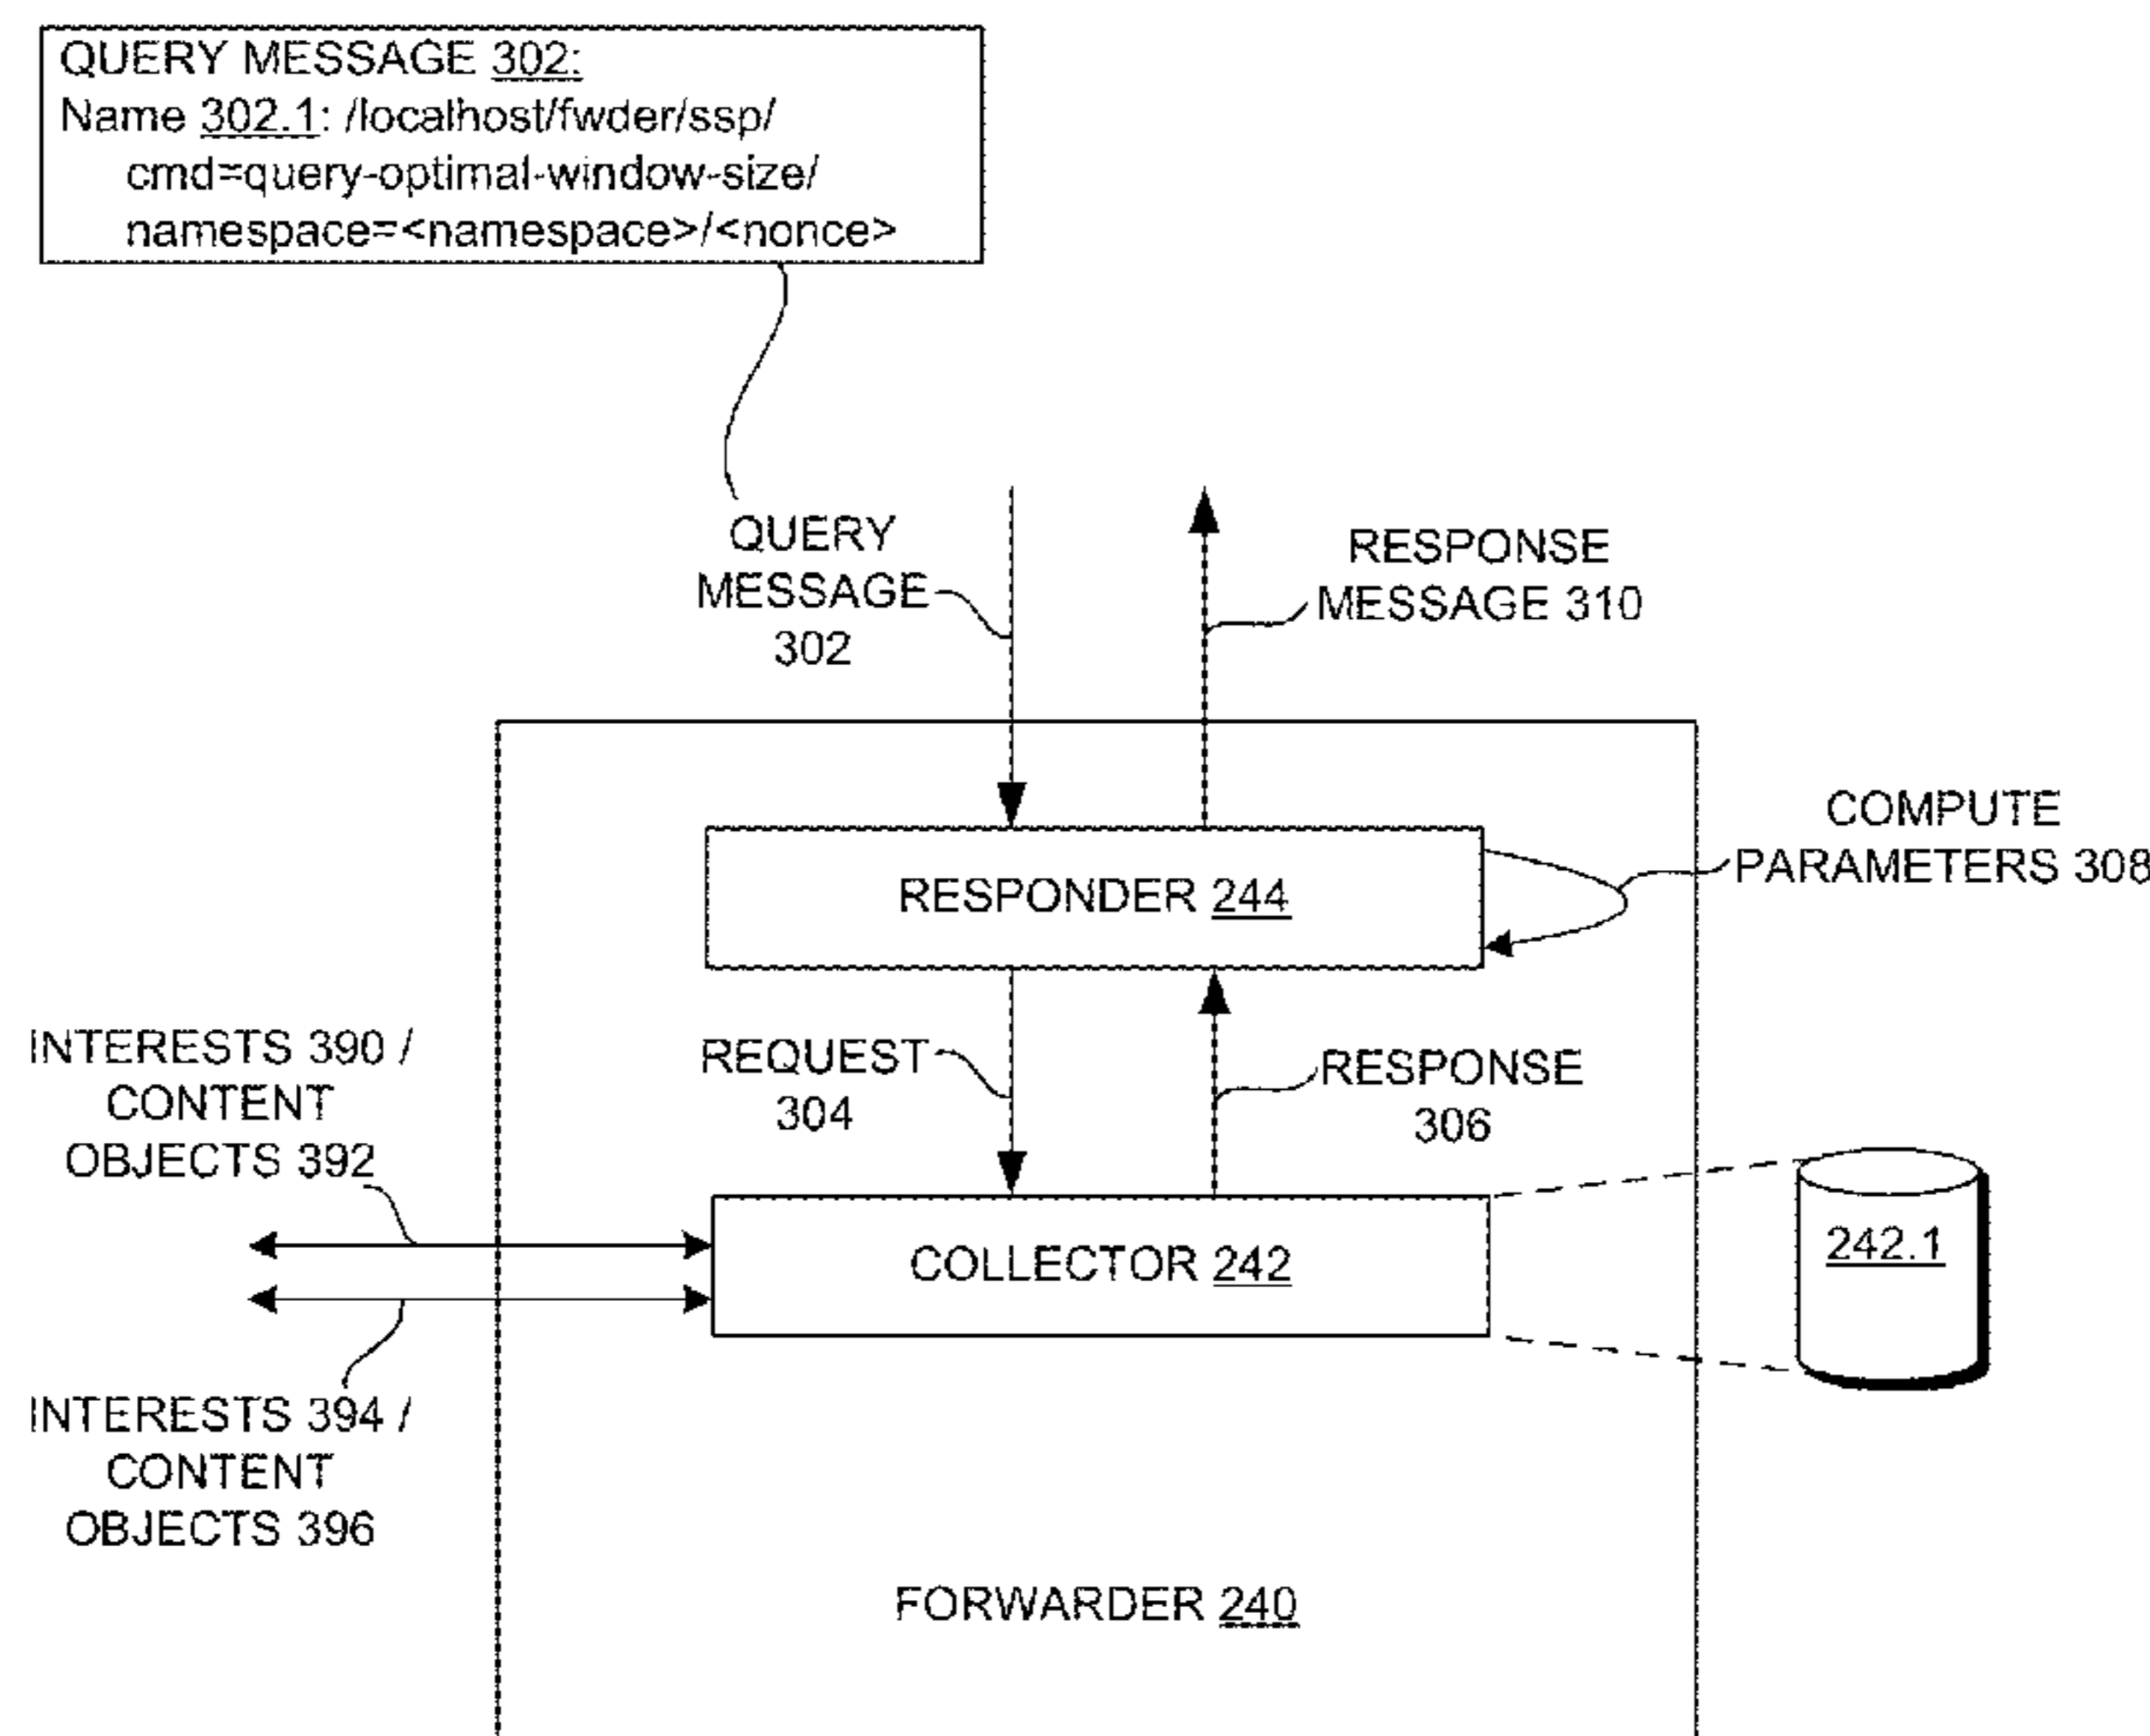 QUERY MESSAGE 302:
Name 302.1: /localhost/fwder/ssp/
cmd=query-optimal-window-size/
namespace=<namespace>/<nonce>
QUERY
MESSAGE
302
RESPONSE
MESSAGE 310
COMPUTE
PARAMETERS 308
RESPONDER 244
REQUEST
304
RESPONSE
306
INTERESTS 390 /
CONTENT
OBJECTS 392
COLLECTOR 242
242.1
INTERESTS 394 /
CONTENT
OBJECTS 396
FORWARDER 240